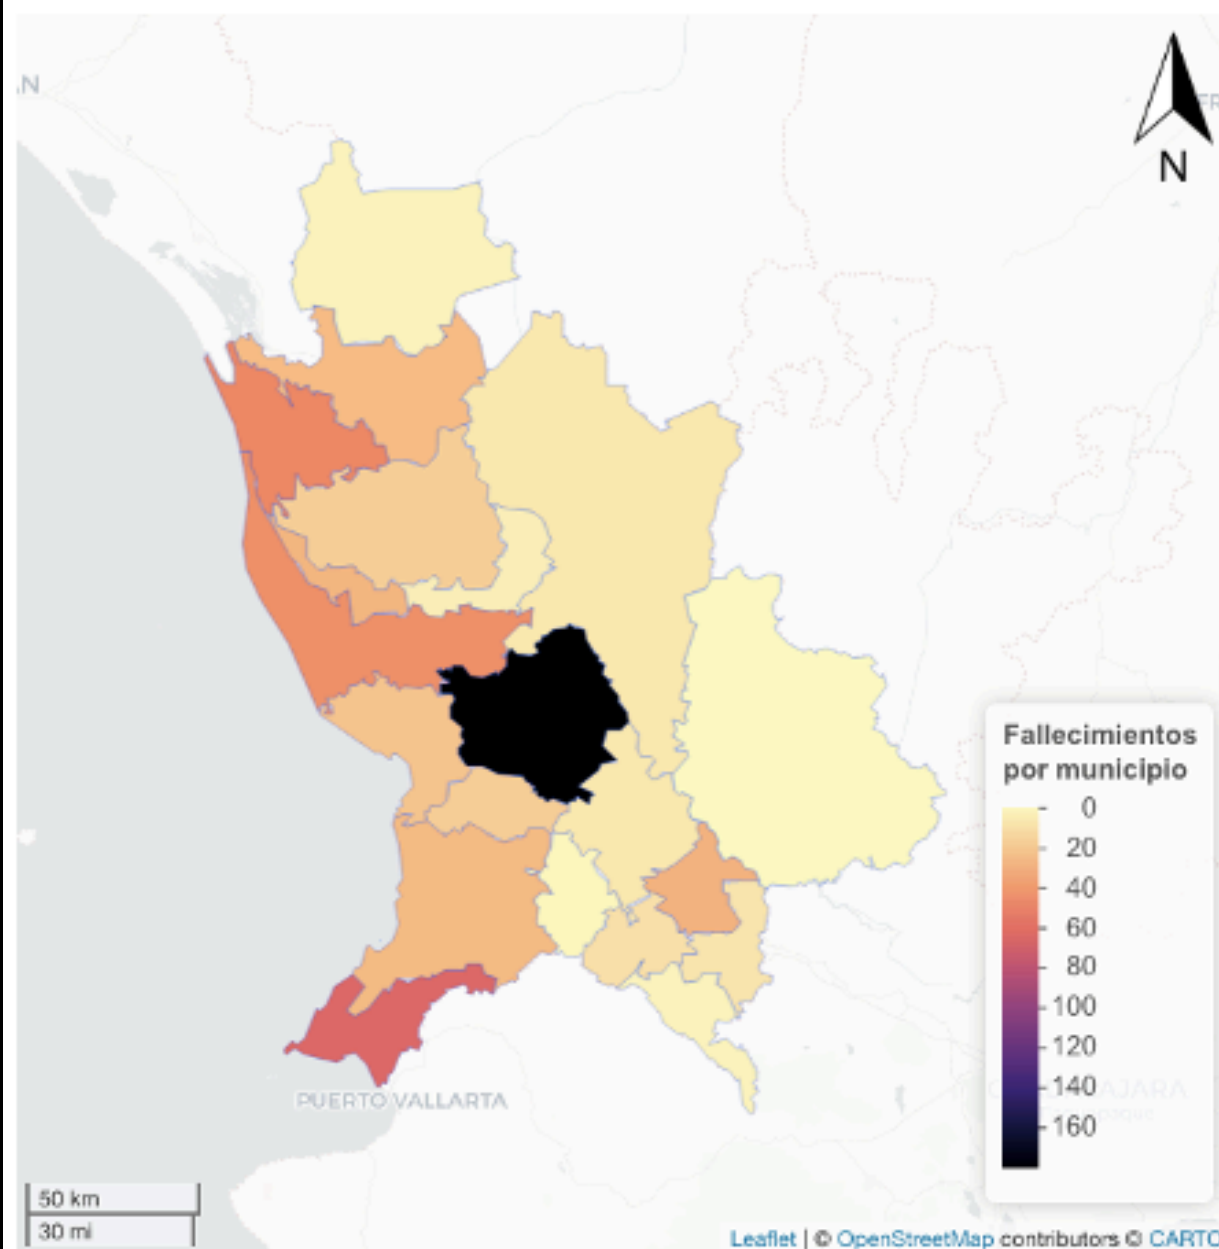 N
Fallecimientos
por municipio
0
20
40
60
80
100
120
140
160
PUERTO VALLARTA
50 km
30 mi
Leaflet | © OpenStreetMap contributors © CARTO